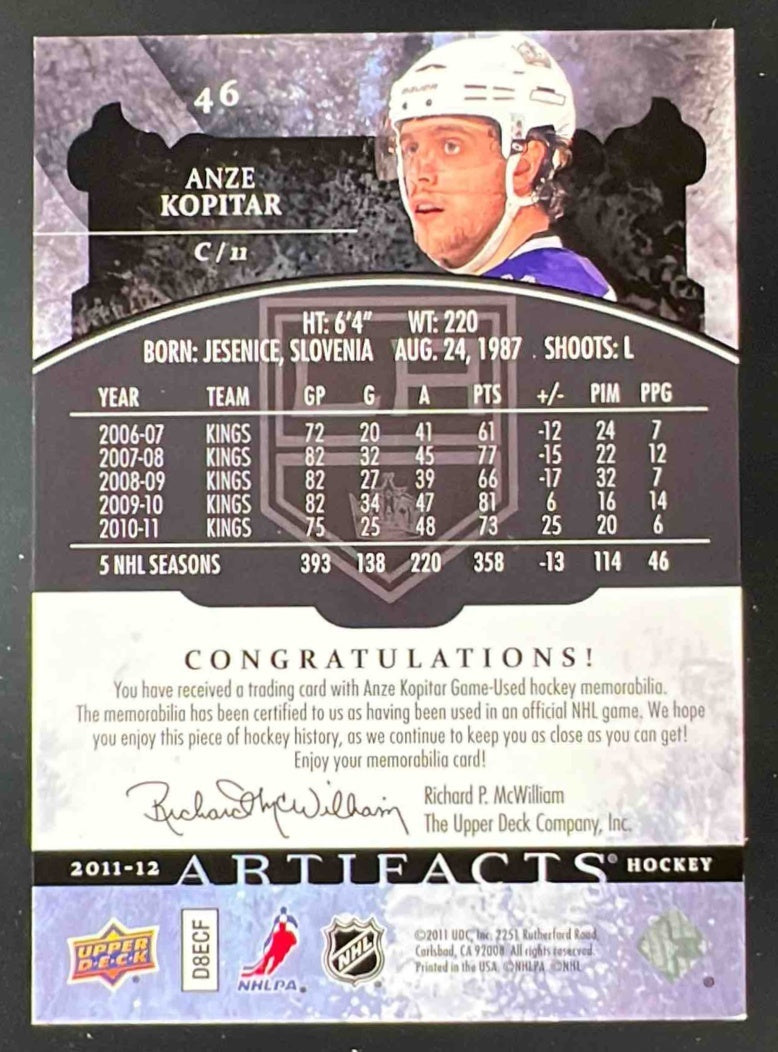 46
ANZE
KOPITAR
C / 11
HT: 6'4" WT: 220
BORN: JESENICE, SLOVENIA AUG. 24, 1987 . SHOOTS: L
YEAR TEAM GP G A PTS +/- PIM PPG
2006-07 KINGS 72 20 41 61 -12 24 7
2007-08 KINGS 82 32 45 77 -15 22 12
2008-09 KINGS 82 27 39 66 -17 32 7
2009-10 KINGS 82 34 47 81 6 16 14
2010-11 KINGS 75 25 48 73 25 20 6
5 NHL SEASONS 393 138 220 358 -13 114 46
CONGRATULATIONS!
You have received a trading card with Anze Kopitar Game-Used hockey memorabilia.
The memorabilia has been certified to us as having been used in an official NHL game. We hope
you enjoy this piece of hockey history, as we continue to keep you as close as you can get!
Enjoy your memorabilia card!
Richard McWilliam
Richard P. McWilliam
The Upper Deck Company, Inc.
2011-12 ARTIFACTS® HOCKEY
UPPER
D·E·C·K
D8ECF
NHLPA
NHL
©2011 UDC, Inc. 2251 Rutherford Road
Carlsbad, CA 92008. All rights reserved.
Printed in the USA. ©NHLPA ©NHL